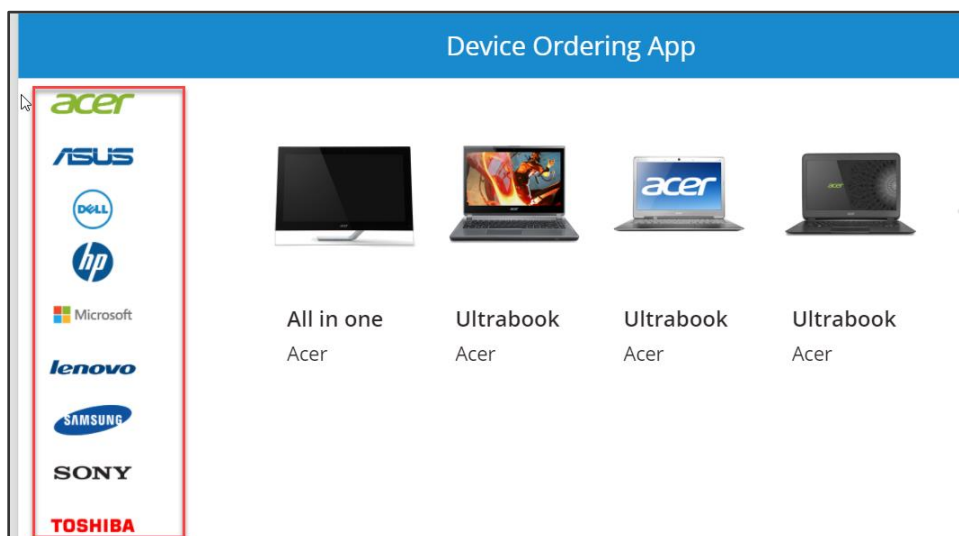 Device Ordering App
acer
ASUS
DELL
hp
Microsoft
lenovo
SAMSUNG
SONY
TOSHIBA
acer
acer
All in one
Acer
Ultrabook
Acer
Ultrabook
Acer
Ultrabook
Acer